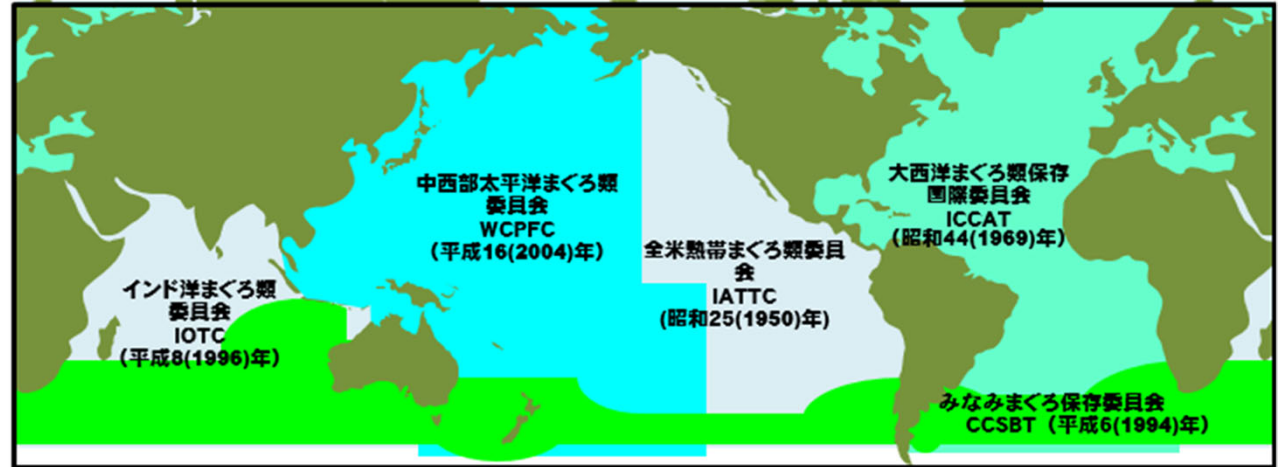 中西部太平洋まぐろ類
委員会
WCPFC
（平成16(2004)年）
大西洋まぐろ類保存
国際委員会
ICCAT
（昭和44(1969)年）
全米熱帯まぐろ類委員
会
IATTC
(昭和25(1950)年)
インド洋まぐろ類
委員会
IOTC
（平成8(1996)年）
みなみまぐろ保存委員会
CCSBT（平成6(1994)年）